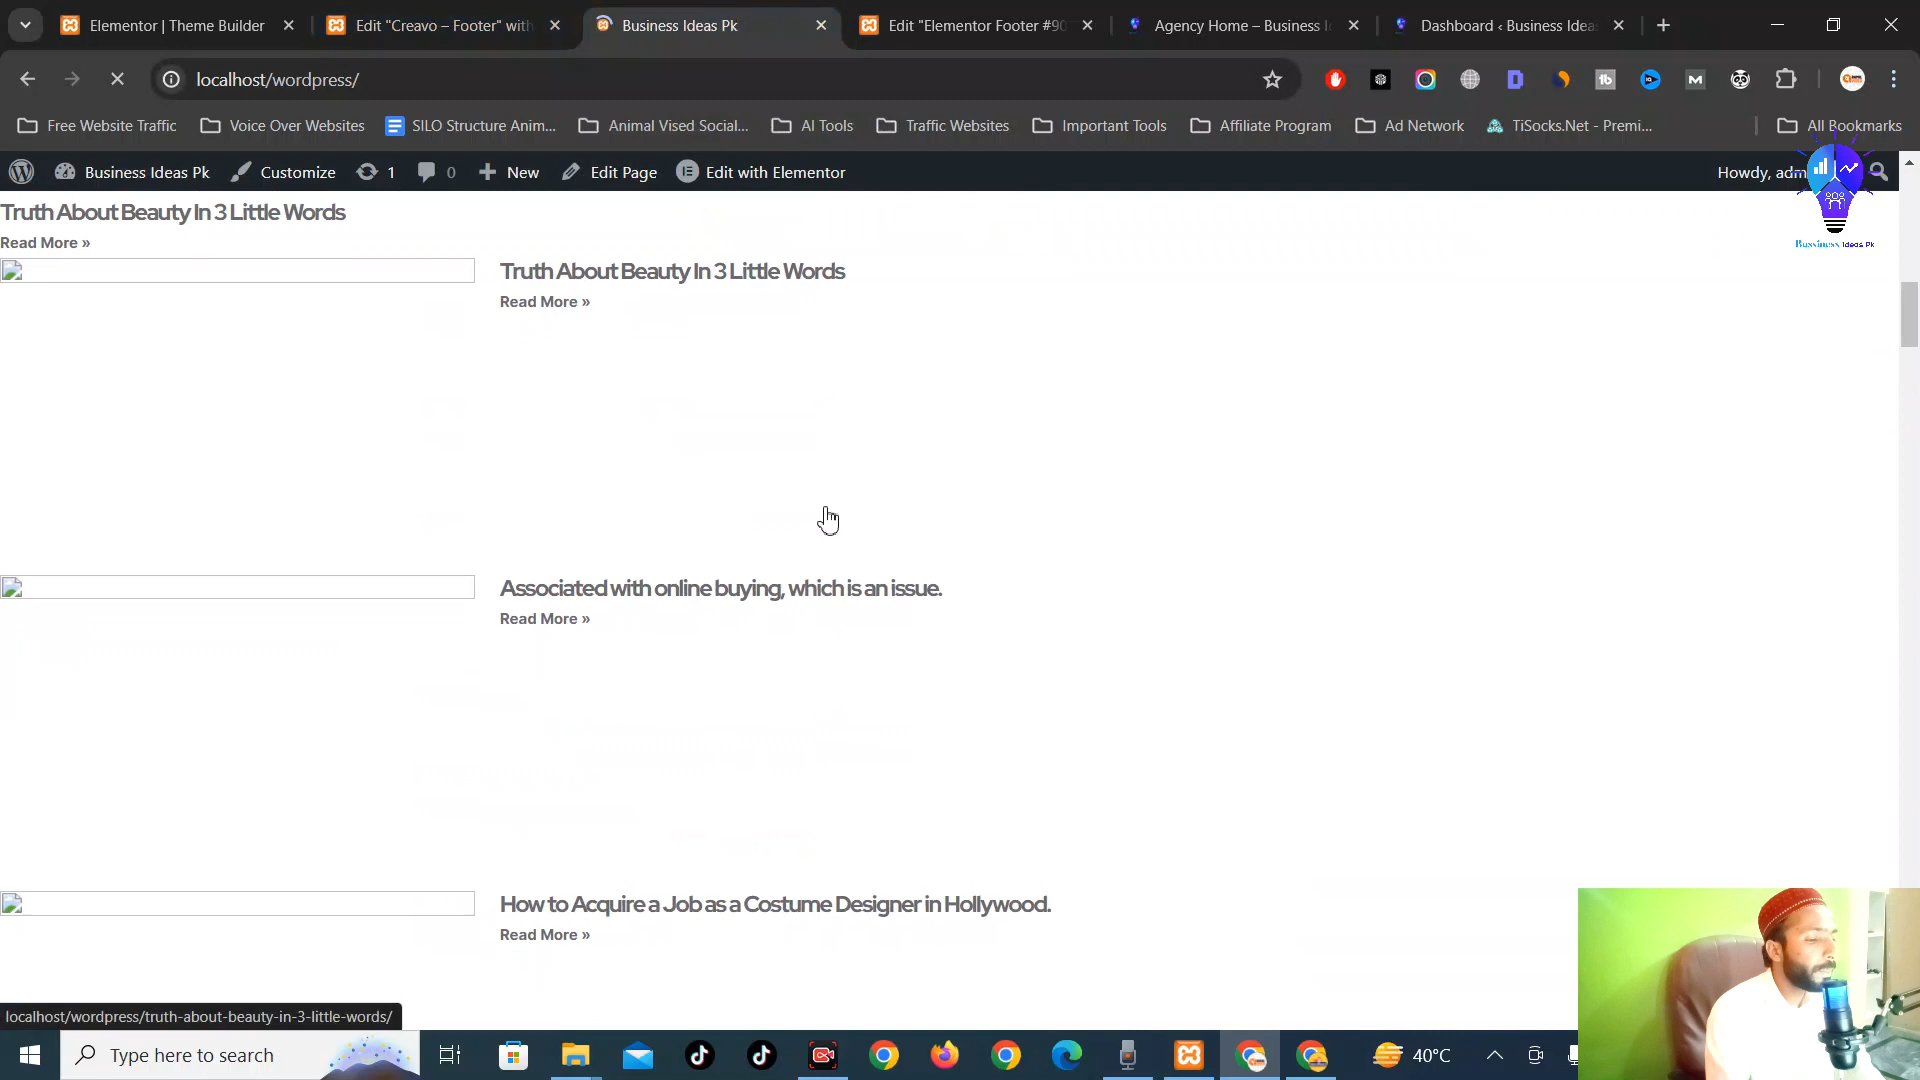 Elementor | Theme Builder
Edit "Creavo – Footer" with
Business Ideas Pk
Edit "Elementor Footer #90
Agency Home – Business I
Dashboard ‹ Business Idea
localhost/wordpress/
Free Website Traffic
Voice Over Websites
SILO Structure Anim...
Animal Vised Social...
AI Tools
Traffic Websites
Important Tools
Affiliate Program
Ad Network
TiSocks.Net - Premi...
All Bookmarks
Business Ideas Pk
Customize
1
0
New
Edit Page
Edit with Elementor
Howdy, adm
Bussiness Ideas Pk
Truth About Beauty In 3 Little Words
Read More »
Truth About Beauty In 3 Little Words
Read More »
Associated with online buying, which is an issue.
Read More »
How to Acquire a Job as a Costume Designer in Hollywood.
Read More »
localhost/wordpress/truth-about-beauty-in-3-little-words/
Type here to search
40°C